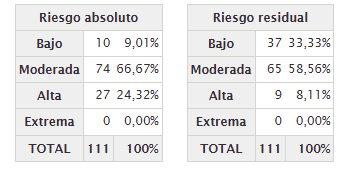 Riesgo absoluto
Bajo 10 9,01%
Moderada 74 66,67%
Alta 27 24,32%
Extrema 0 0,00%
TOTAL 111 100%
Riesgo residual
Bajo 37 33,33%
Moderada 65 58,56%
Alta 9 8,11%
Extrema 0 0,00%
TOTAL 111 100%